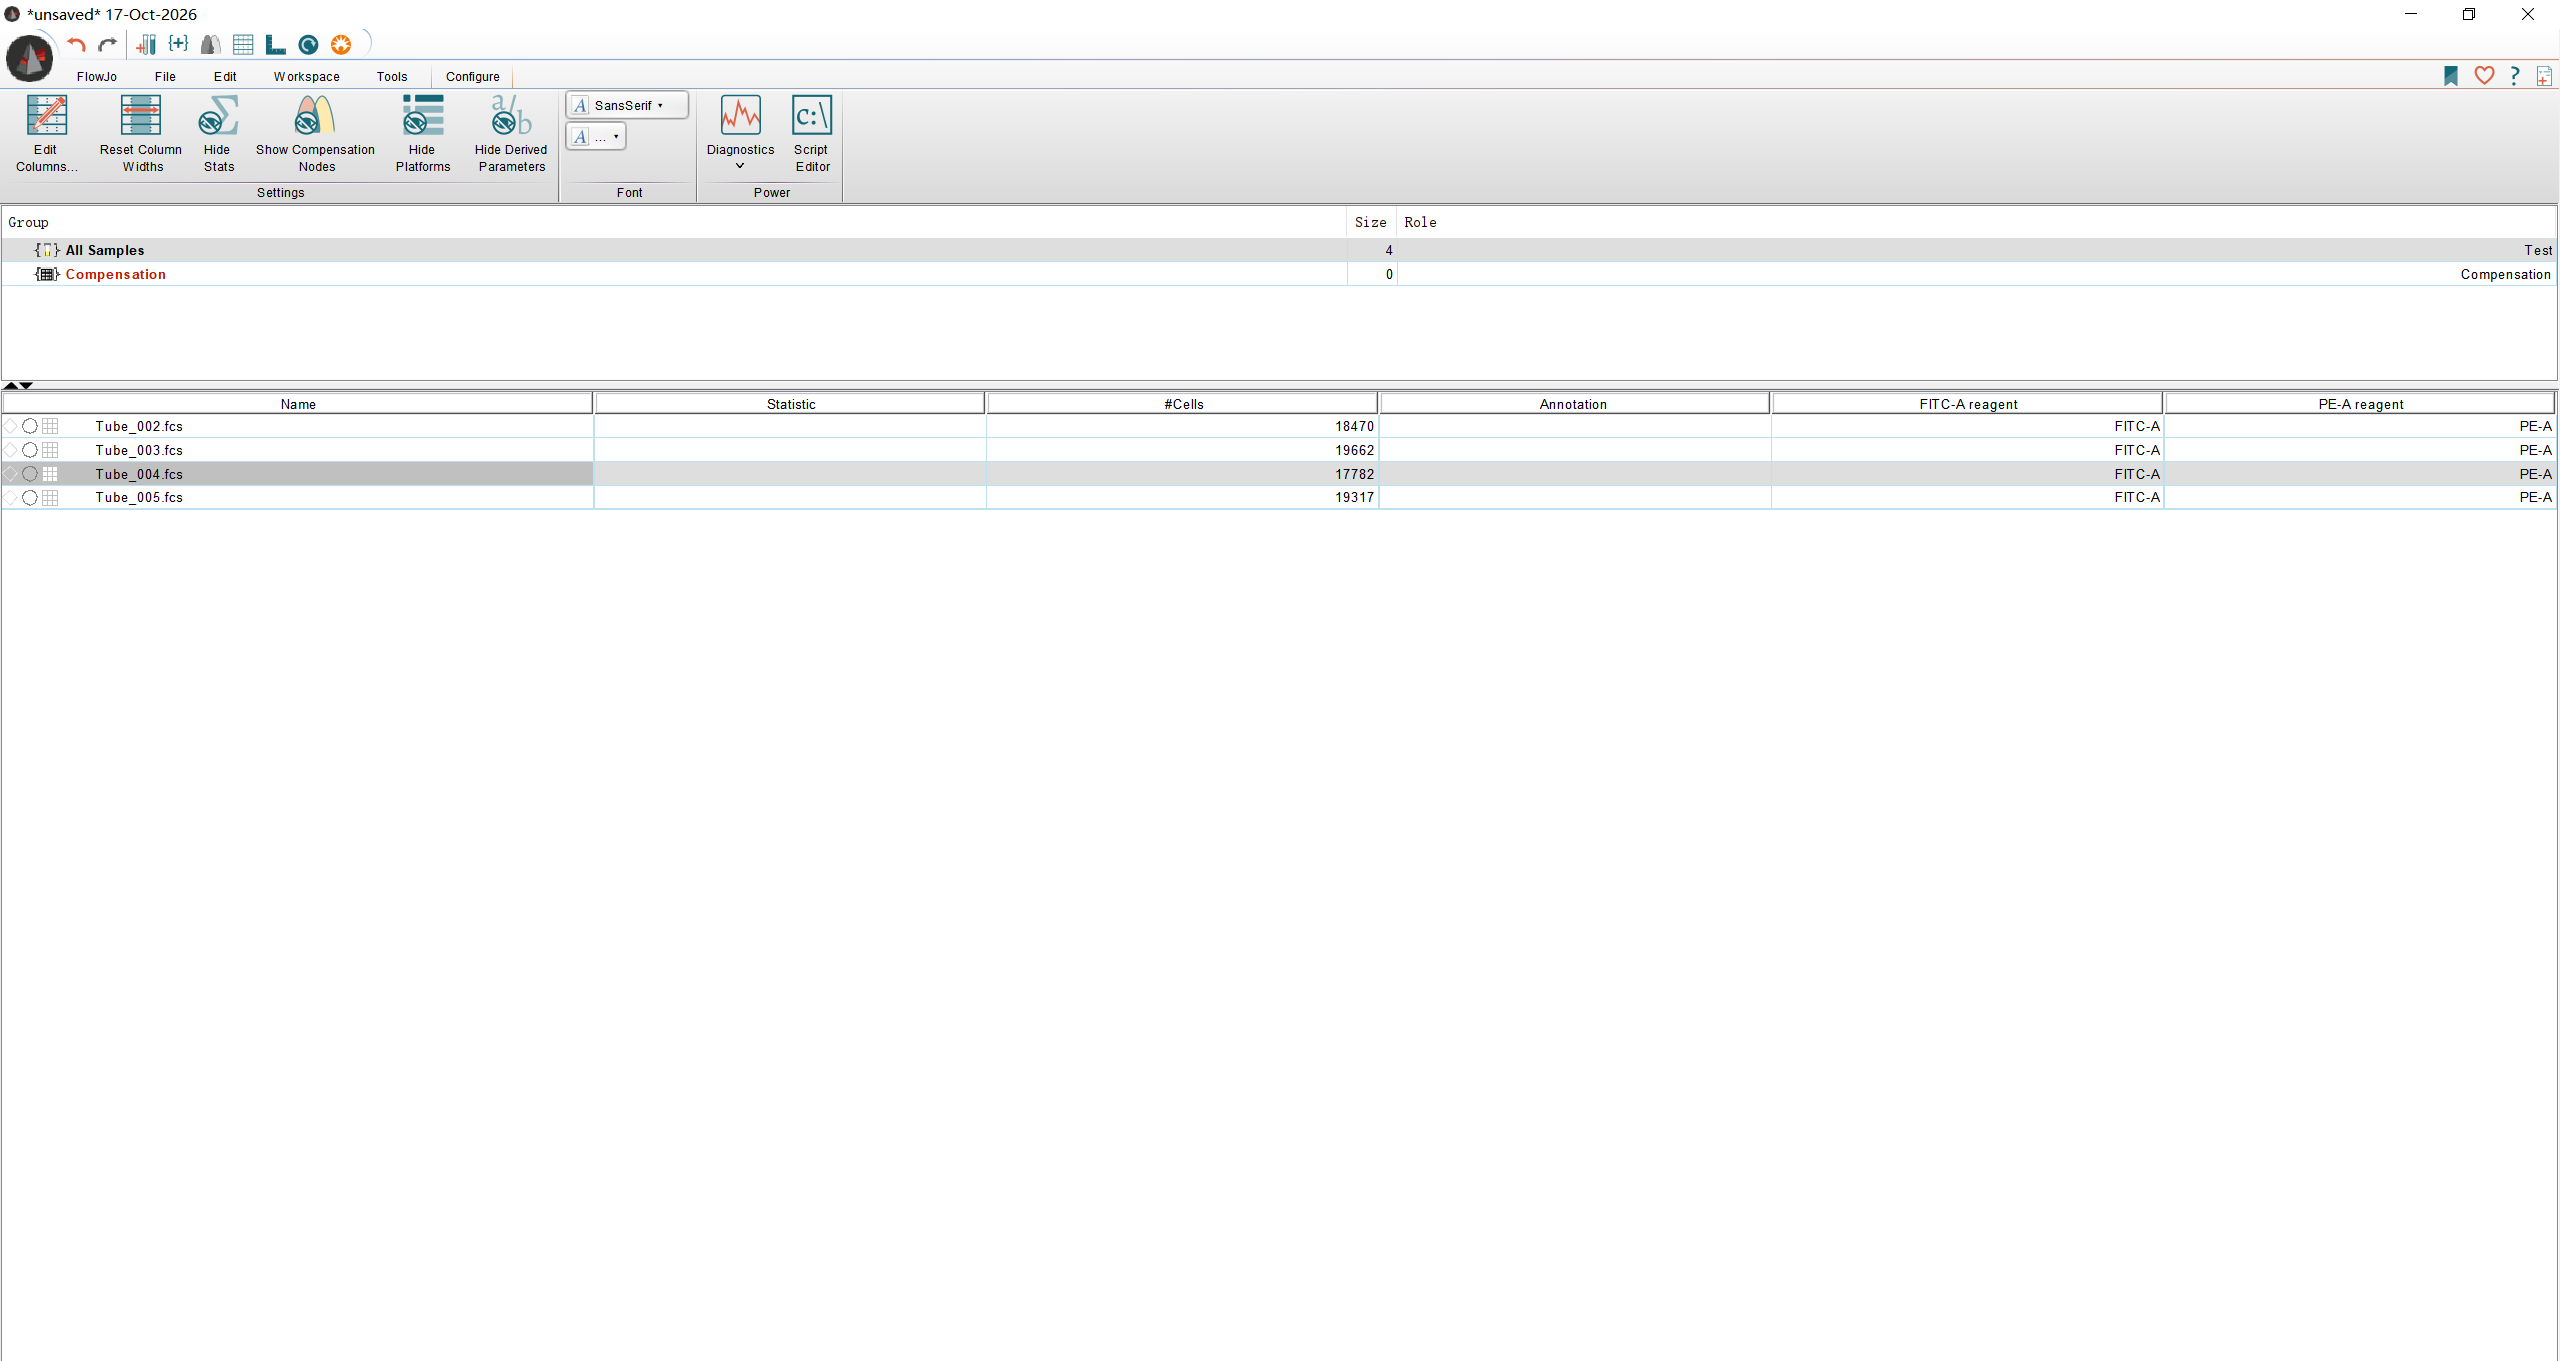 *unsaved* 17-Oct-2026
FlowJo File Edit Workspace Tools Configure
Edit Columns...
Reset Column Widths
Hide Stats
Show Compensation Nodes
Hide Platforms
Hide Derived Parameters
Settings
A SansSerif
A ...
Font
Diagnostics
c:\ Script Editor
Power
Group Size Role
All Samples 4 Test
Compensation 0 Compensation
Name Statistic #Cells Annotation FITC-A reagent PE-A reagent
Tube_002.fcs 18470 FITC-A PE-A
Tube_003.fcs 19662 FITC-A PE-A
Tube_004.fcs 17782 FITC-A PE-A
Tube_005.fcs 19317 FITC-A PE-A